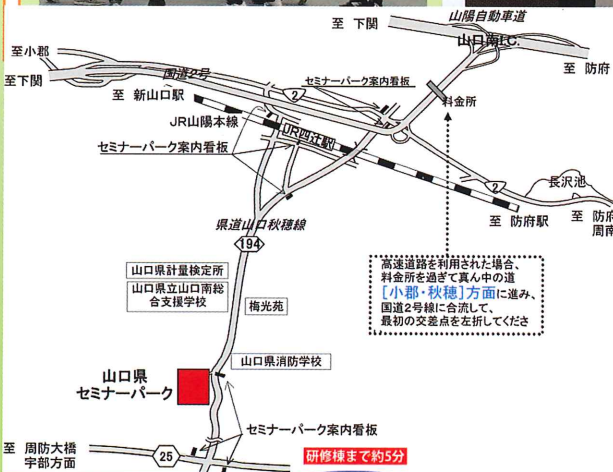 至 下関
山陽自動車道
山口南I.C.
至 防府
至小郡
至下関
国道2号
2
セミナーパーク案内看板
料金所
至 新山口駅
JR山陽本線
JR四辻駅
セミナーパーク案内看板
2
長沢池
至 防府駅
至 防府
周南
県道山口秋穂線
194
高速道路を利用された場合、
料金所を過ぎて真ん中の道
[小郡・秋穂]方面に進み、
国道2号線に合流して、
最初の交差点を左折してくださ
山口県計量検定所
山口県立山口南総
合支援学校
梅光苑
山口県消防学校
山口県
セミナーパーク
セミナーパーク案内看板
至 周防大橋
宇部方面
25
研修棟まで約5分